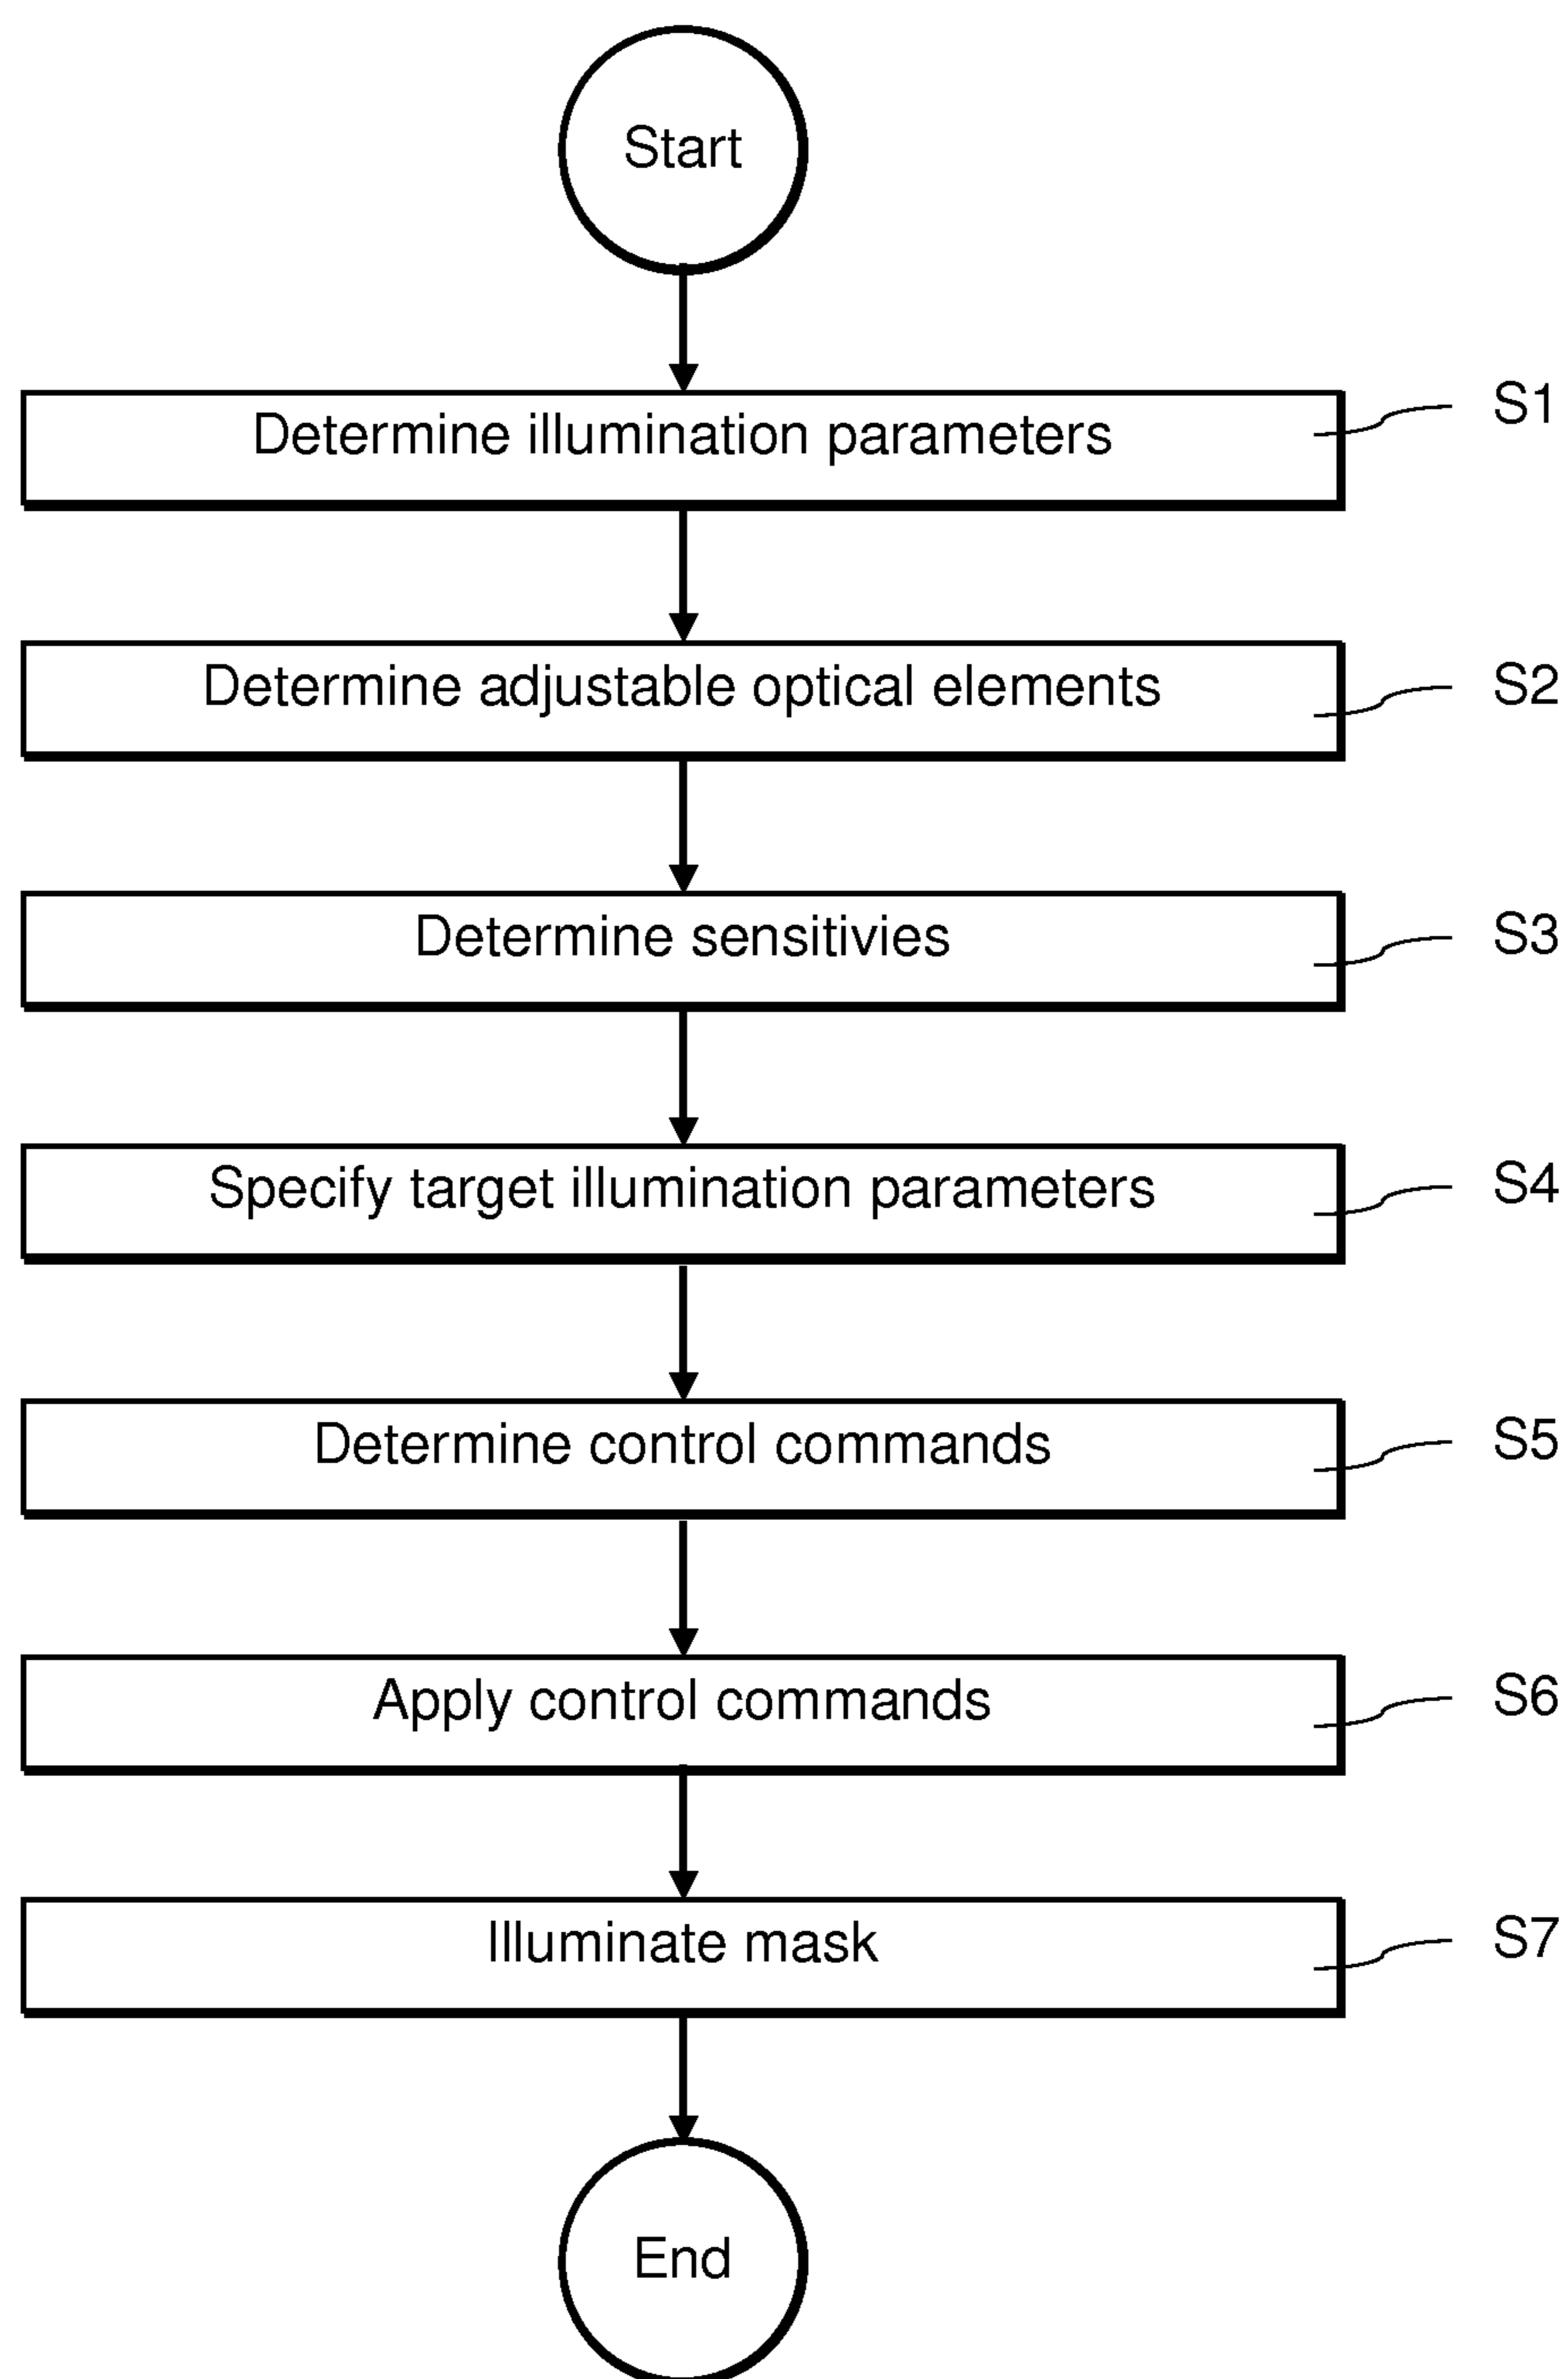 Start
Determine illumination parameters S1
Determine adjustable optical elements S2
Determine sensitivies S3
Specify target illumination parameters S4
Determine control commands S5
Apply control commands S6
Illuminate mask S7
End